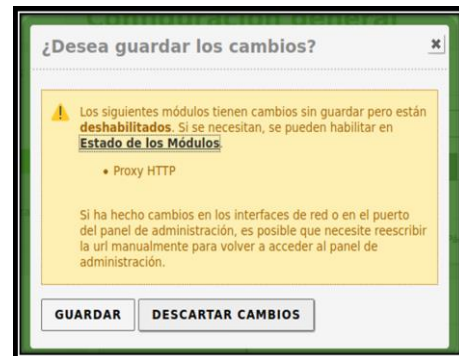 Configuración general
¿Desea guardar los cambios?
Los siguientes módulos tienen cambios sin guardar pero están
deshabilitados. Si se necesitan, se pueden habilitar en
Estado de los Módulos.
• Proxy HTTP
Si ha hecho cambios en los interfaces de red o en el puerto
del panel de administración, es posible que necesite reescribir
la url manualmente para volver a acceder al panel de
administración.
GUARDAR DESCARTAR CAMBIOS